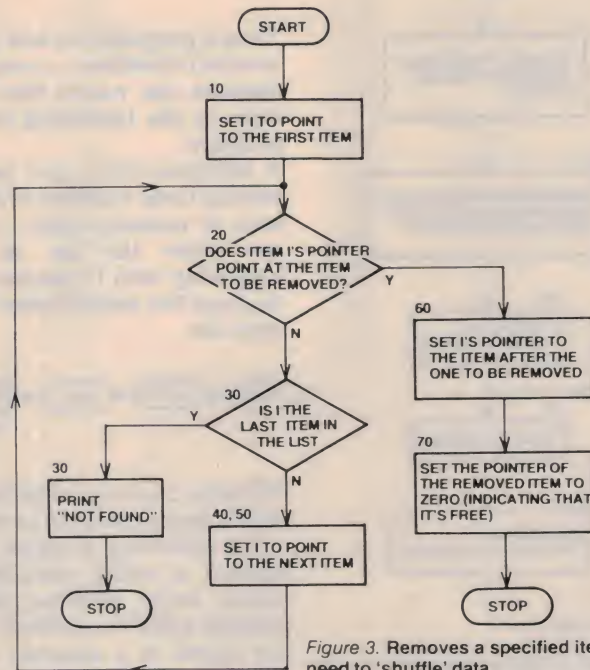 START
10
SET I TO POINT
TO THE FIRST ITEM
20
DOES ITEM I'S POINTER
POINT AT THE ITEM
TO BE REMOVED?
Y
N
60
SET I'S POINTER TO
THE ITEM AFTER THE
ONE TO BE REMOVED
30
IS I THE
LAST ITEM IN
THE LIST
Y
N
70
SET THE POINTER OF
THE REMOVED ITEM TO
ZERO (INDICATING THAT
IT'S FREE)
30
PRINT
"NOT FOUND"
40, 50
SET I TO POINT
TO THE NEXT ITEM
STOP
STOP
Figure 3. Removes a specified
need to 'shuffle' data